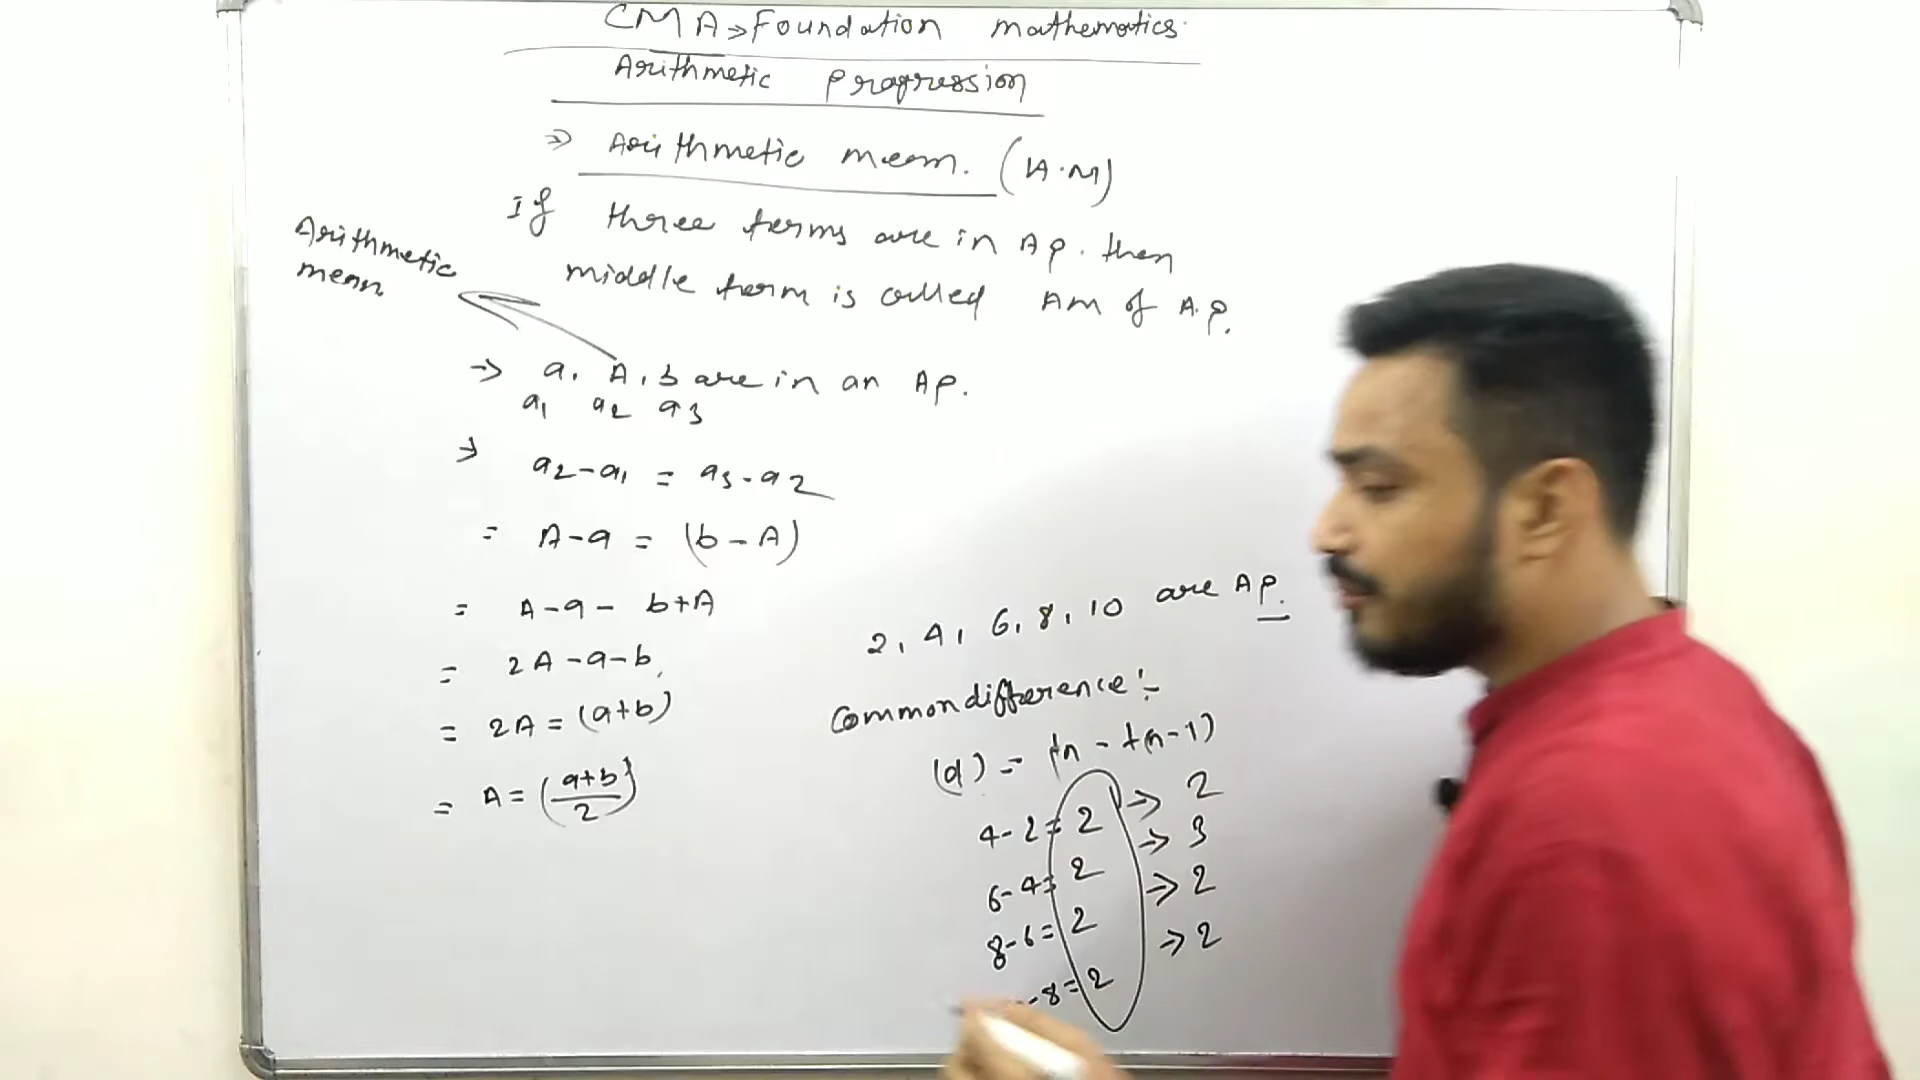 CMA ⇒ Foundation mathematics
Arithmetic Progression
⇒ Arithmetic mean. (A.M)
If three terms are in AP. then
middle term is called AM of A.P.
Arithmetic
mean
→ a, A, b are in an AP.
a1 a2 a3
→ a2-a1 = a3-a2
= A-a = (b-A)
= A-a- b+A
= 2A-a-b
= 2A = (a+b)
= A = (a+b/2)
2, 4, 6, 8, 10 are AP.
Common difference:-
(d) = tn - t(n-1)
4-2 = 2 ⇒ 2
6-4 = 2 ⇒ 3
8-6 = 2 ⇒ 2
-8 = 2 ⇒ 2